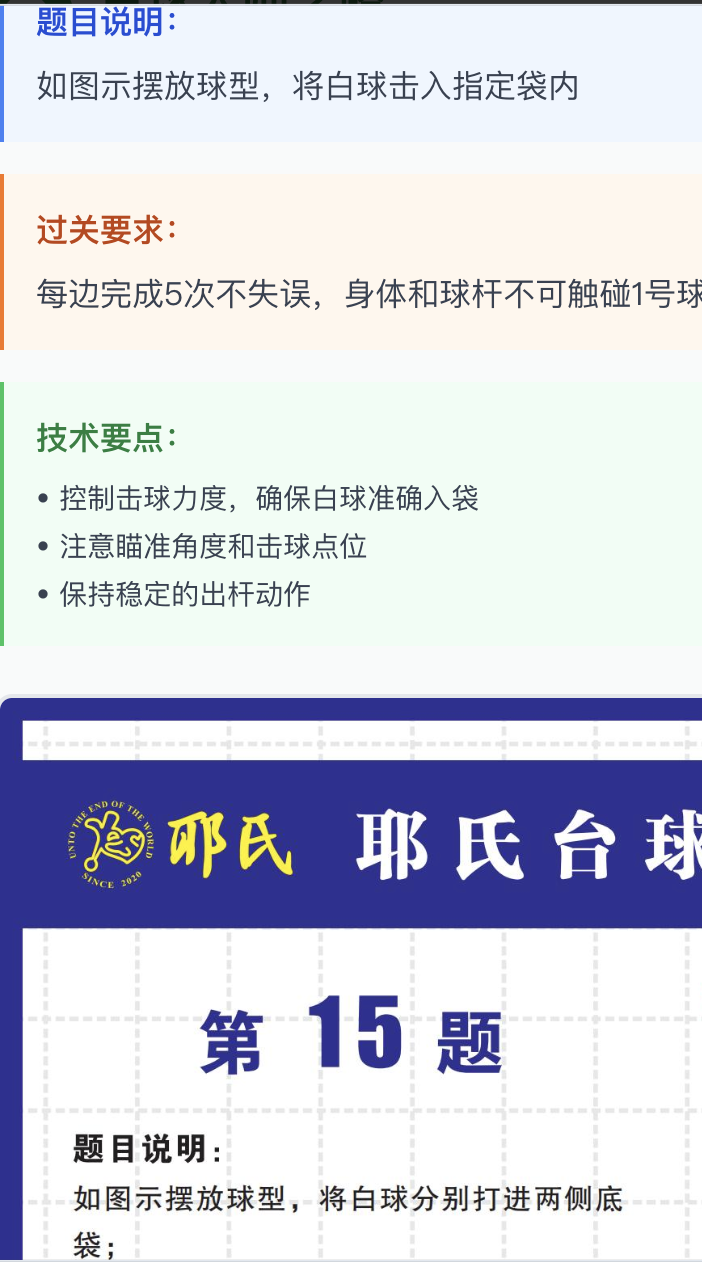 题目说明：
如图示摆放球型，将白球击入指定袋内
过关要求：
每边完成5次不失误，身体和球杆不可触碰1号球
技术要点：
• 控制击球力度，确保白球准确入袋
• 注意瞄准角度和击球点位
• 保持稳定的出杆动作
UNTO THE END OF THE WORLD
SINCE 2020
耶氏 耶氏台球
第 15 题
题目说明：
如图示摆放球型，将白球分别打进两侧底
袋；